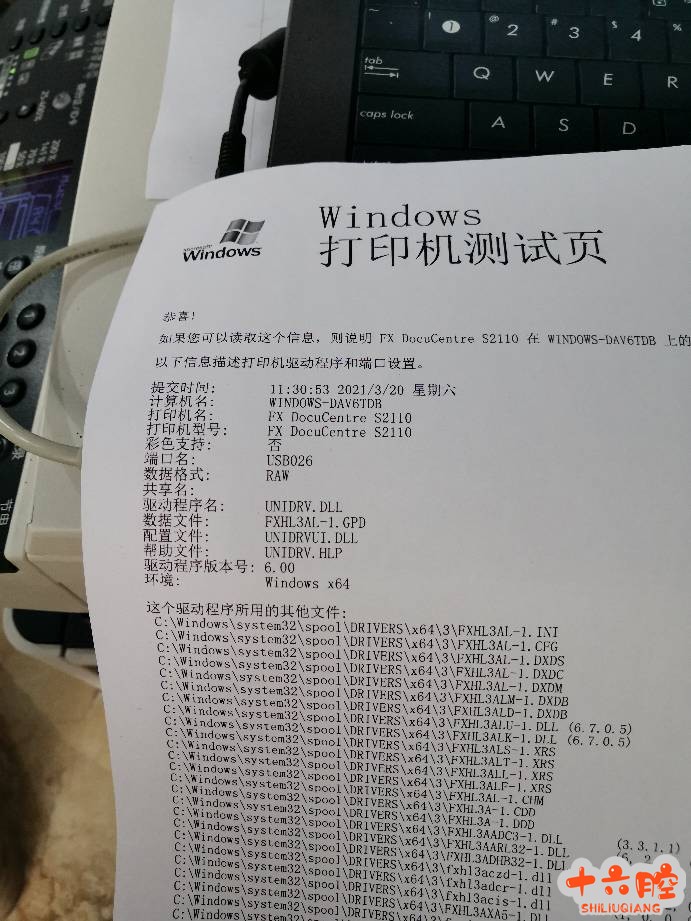 tab
caps lock
1
@ 2
# 3
$ 4
%
Q W E R
A S D
Microsoft
Windows
Windows
打印机测试页
恭喜!
如果您可以读取这个信息，则说明 FX DocuCentre S2110 在 WINDOWS-DAV6TDB 上的
以下信息描述打印机驱动程序和端口设置。
提交时间: 11:30:53 2021/3/20 星期六
计算机名: WINDOWS-DAV6TDB
打印机名: FX DocuCentre S2110
打印机型号: FX DocuCentre S2110
彩色支持: 否
端口名: USB026
数据格式: RAW
共享名:
驱动程序名: UNIDRV.DLL
数据文件: FXHL3AL-1.GPD
配置文件: UNIDRVUI.DLL
帮助文件: UNIDRV.HLP
驱动程序版本号: 6.00
环境: Windows x64
这个驱动程序所用的其他文件:
C:\Windows\system32\spool\DRIVERS\x64\3\FXHL3AL-1.INI
C:\Windows\system32\spool\DRIVERS\x64\3\FXHL3AL-1.CFG
C:\Windows\system32\spool\DRIVERS\x64\3\FXHL3AL-1.DXDS
C:\Windows\system32\spool\DRIVERS\x64\3\FXHL3AL-1.DXDC
C:\Windows\system32\spool\DRIVERS\x64\3\FXHL3AL-1.DXDM
C:\Windows\system32\spool\DRIVERS\x64\3\FXHL3ALM-1.DXDB
C:\Windows\system32\spool\DRIVERS\x64\3\FXHL3ALD-1.DXDB
C:\Windows\system32\spool\DRIVERS\x64\3\FXHL3ALU-1.DLL (6.7.0.5)
C:\Windows\system32\spool\DRIVERS\x64\3\FXHL3ALK-1.DLL (6.7.0.5)
C:\Windows\system32\spool\DRIVERS\x64\3\FXHL3ALS-1.XRS
C:\Windows\system32\spool\DRIVERS\x64\3\FXHL3ALT-1.XRS
C:\Windows\system32\spool\DRIVERS\x64\3\FXHL3ALL-1.XRS
C:\Windows\system32\spool\DRIVERS\x64\3\FXHL3ALF-1.XRS
C:\Windows\system32\spool\DRIVERS\x64\3\FXHL3AL-1.CHM
C:\Windows\system32\spool\DRIVERS\x64\3\FXHL3A-1.CDD
C:\Windows\system32\spool\DRIVERS\x64\3\FXHL3A-1.DDD
C:\Windows\system32\spool\DRIVERS\x64\3\FXHL3AADC3-1.DLL (3.3.1.1)
C:\Windows\system32\spool\DRIVERS\x64\3\FXHL3AARL32-1.DLL
C:\Windows\system32\spool\DRIVERS\x64\3\FXHL3ADHB32-1.DLL
C:\Windows\system32\spool\DRIVERS\x64\3\fxhl3aczd-1.dll
C:\Windows\system32\spool\DRIVERS\x64\3\fxhl3adcr-1.dll
C:\Windows\system32\spool\DRIVERS\x64\3\fxhl3acis-1.dll
十六腔
SHILIUQIANG